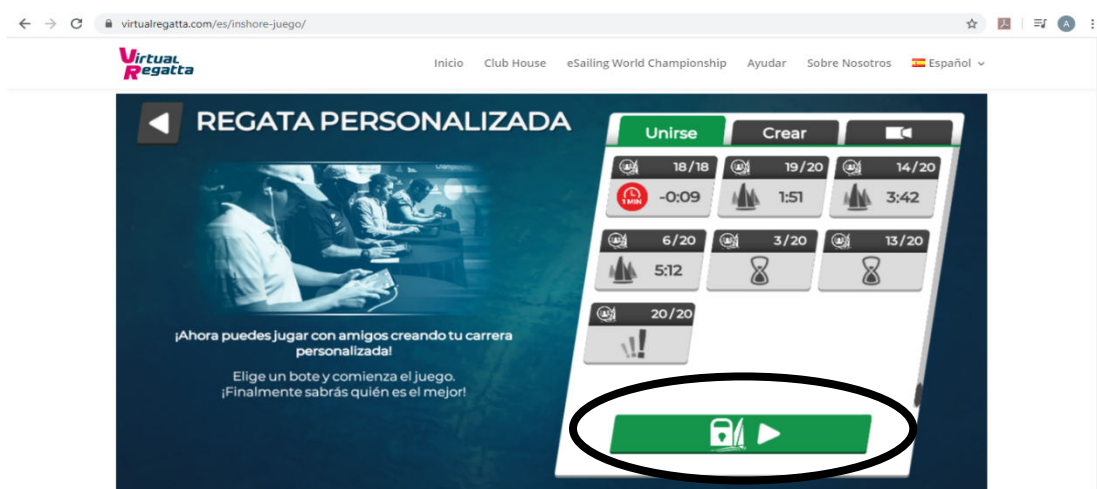 virtualregatta.com/es/inshore-juego/
A
Virtual
Regatta
Inicio Club House eSailing World Championship Ayudar Sobre Nosotros Español
REGATA PERSONALIZADA
¡Ahora puedes jugar con amigos creando tu carrera
personalizada!
Elige un bote y comienza el juego.
¡Finalmente sabrás quién es el mejor!
Unirse Crear
18/18 19/20 14/20
1 MIN -0:09 1:51 3:42
6/20 3/20 13/20
5:12
20/20